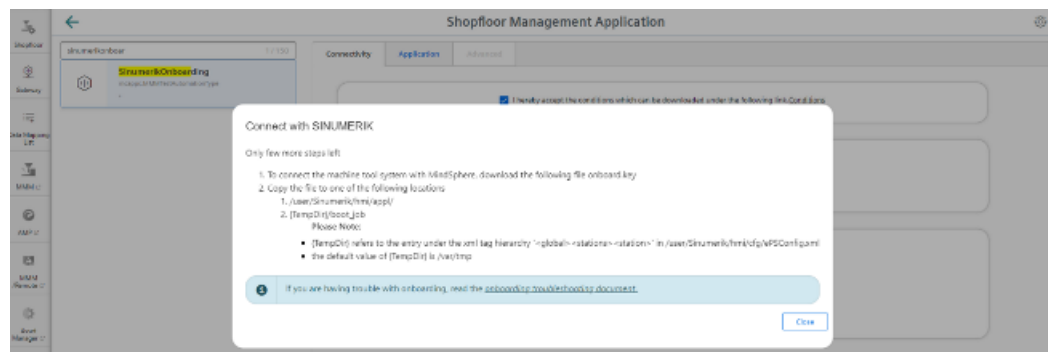 Shopfloor Management Application
Shopfloor
sinumerikonboar 1 / 150
Connectivity Application Advanced
SinumerikOnboarding
Gateway
I hereby accept the conditions which can be downloaded under the following link Conditions
Connect with SINUMERIK
Only few more steps left
1. To connect the machine tool system with MindSphere, download the following file onboard.key
2. Copy the file to one of the following locations
1. /user/Sinumerik/hmi/appl/
2. {TempDir}/boot_job
Please Note:
▪ {TempDir} refers to the entry under the xml tag hierarchy '<global> <stations> <station>' in /user/Sinumerik/hmi/cfg/ePSConfig.xml
▪ the default value of {TempDir} is /var/tmp
If you are having trouble with onboarding, read the onboarding troubleshooting document.
Close
MMM
AMP
MMM
/Remote
Manager